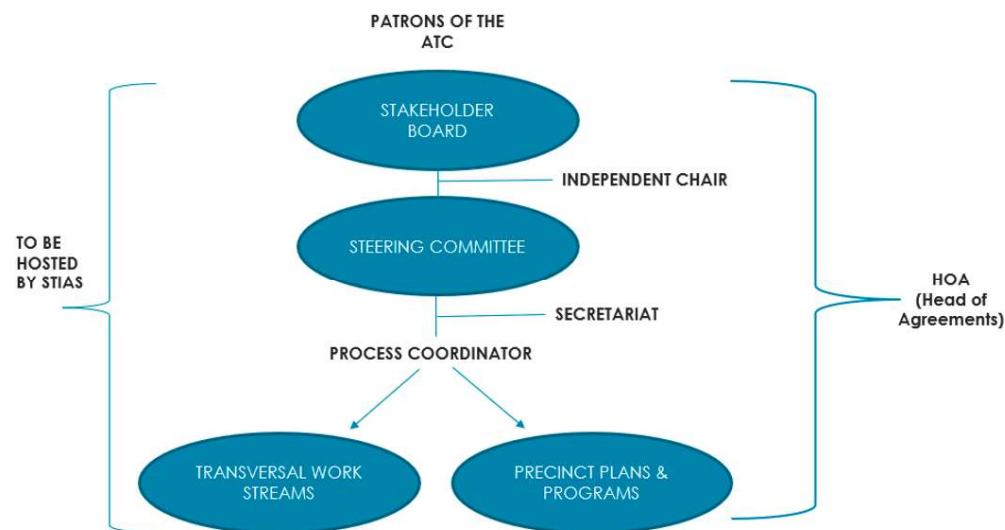 PATRONS OF THE
ATC
STAKEHOLDER
BOARD
INDEPENDENT CHAIR
STEERING COMMITTEE
TO BE
HOSTED
BY STIAS
HOA
(Head of
Agreements)
SECRETARIAT
PROCESS COORDINATOR
TRANSVERSAL WORK
STREAMS
PRECINCT PLANS &
PROGRAMS